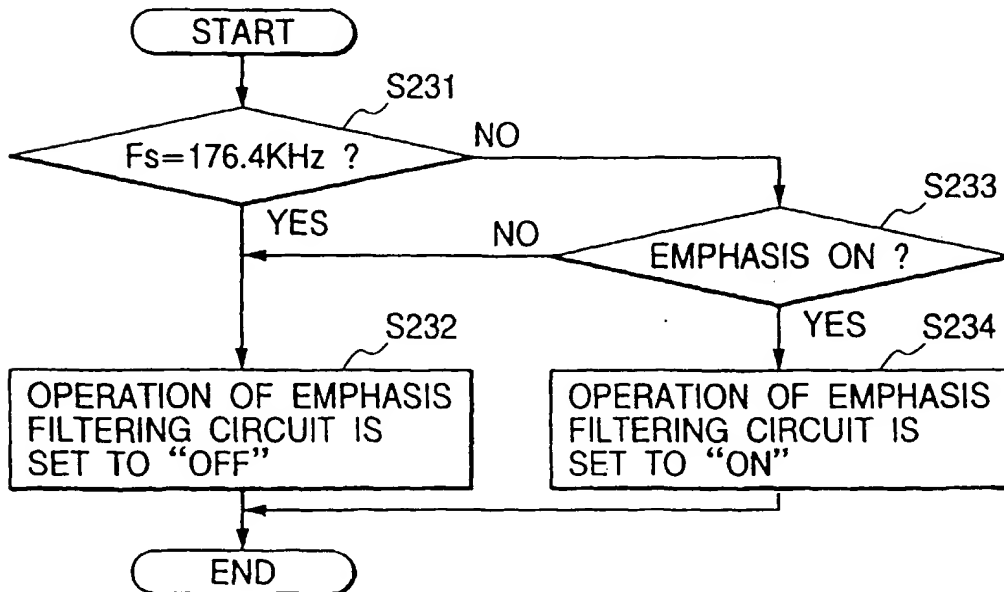 START
S231
Fs=176.4KHz ?
NO
YES
S233
EMPHASIS ON ?
NO
YES
S232
OPERATION OF EMPHASIS
FILTERING CIRCUIT IS
SET TO “OFF”
S234
OPERATION OF EMPHASIS
FILTERING CIRCUIT IS
SET TO “ON”
END